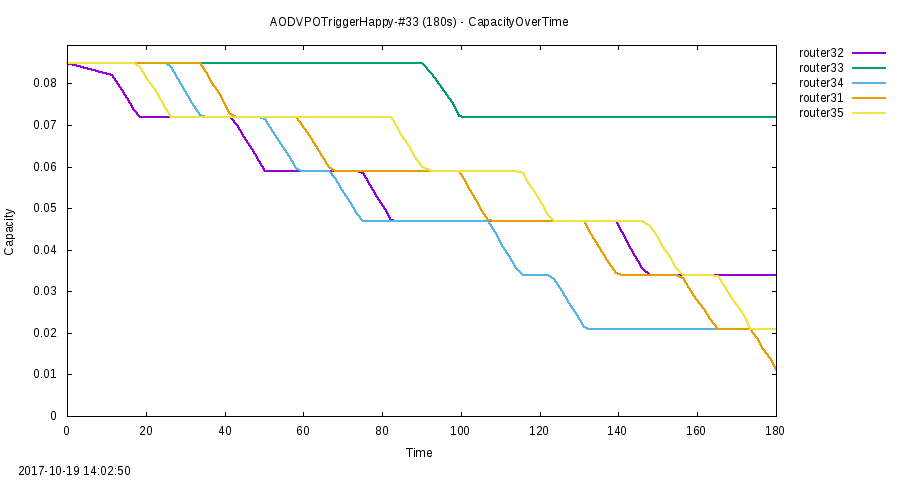 AODVPOTriggerHappy-#33 (180s) - CapacityOverTime
router32
router33
router34
router31
router35
0.08
0.07
0.06
0.05
0.04
0.03
0.02
0.01
0
Capacity
0 20 40 60 80 100 120 140 160 180
Time
2017-10-19 14:02:50